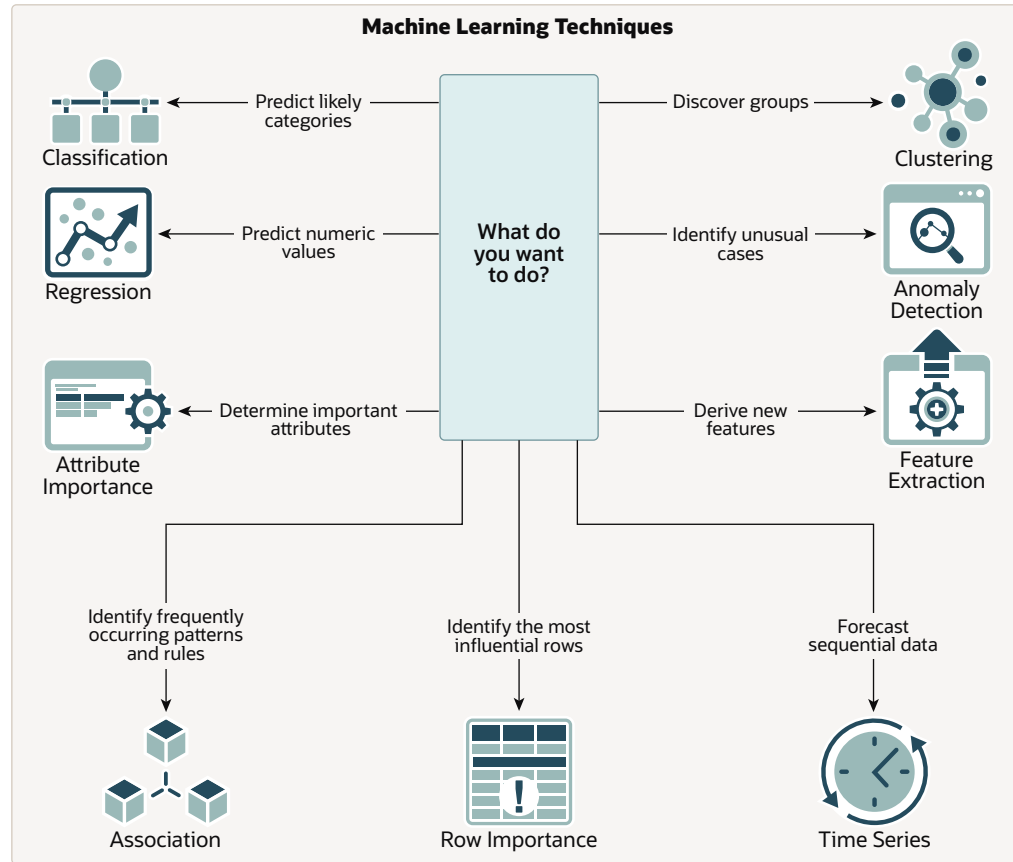 Machine Learning Techniques
Predict likely
categories
Classification
Discover groups
Clustering
What do
you want
to do?
Predict numeric
values
Regression
Identify unusual
cases
Anomaly
Detection
Determine important
attributes
Attribute
Importance
Derive new
features
Feature
Extraction
Identify frequently
occurring patterns
and rules
Association
Identify the most
influential rows
Row Importance
Forecast
sequential data
Time Series